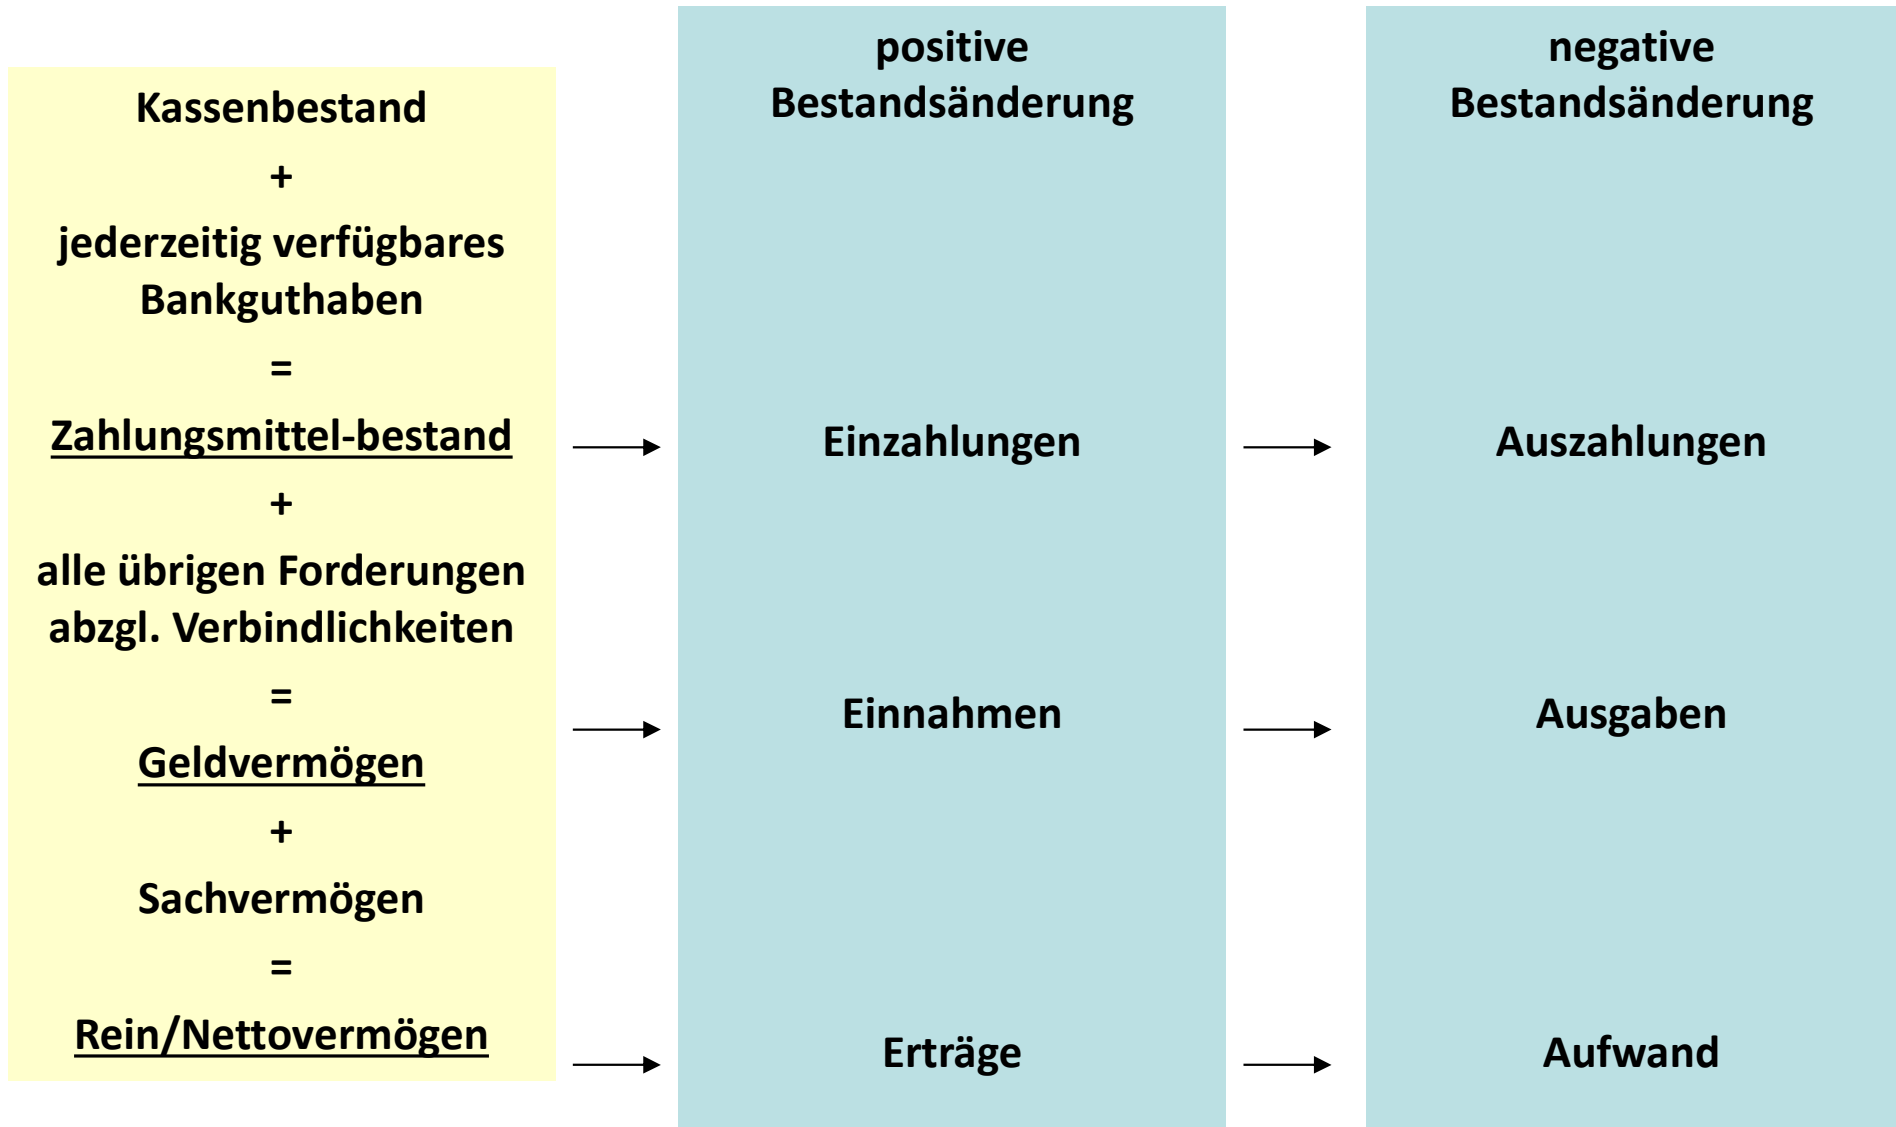 Kassenbestand
+
jederzeitig verfügbares
Bankguthaben
=
Zahlungsmittel-bestand
+
alle übrigen Forderungen
abzgl. Verbindlichkeiten
=
Geldvermögen
+
Sachvermögen
=
Rein/Nettovermögen
positive
Bestandsänderung
Einzahlungen
Einnahmen
Erträge
negative
Bestandsänderung
Auszahlungen
Ausgaben
Aufwand